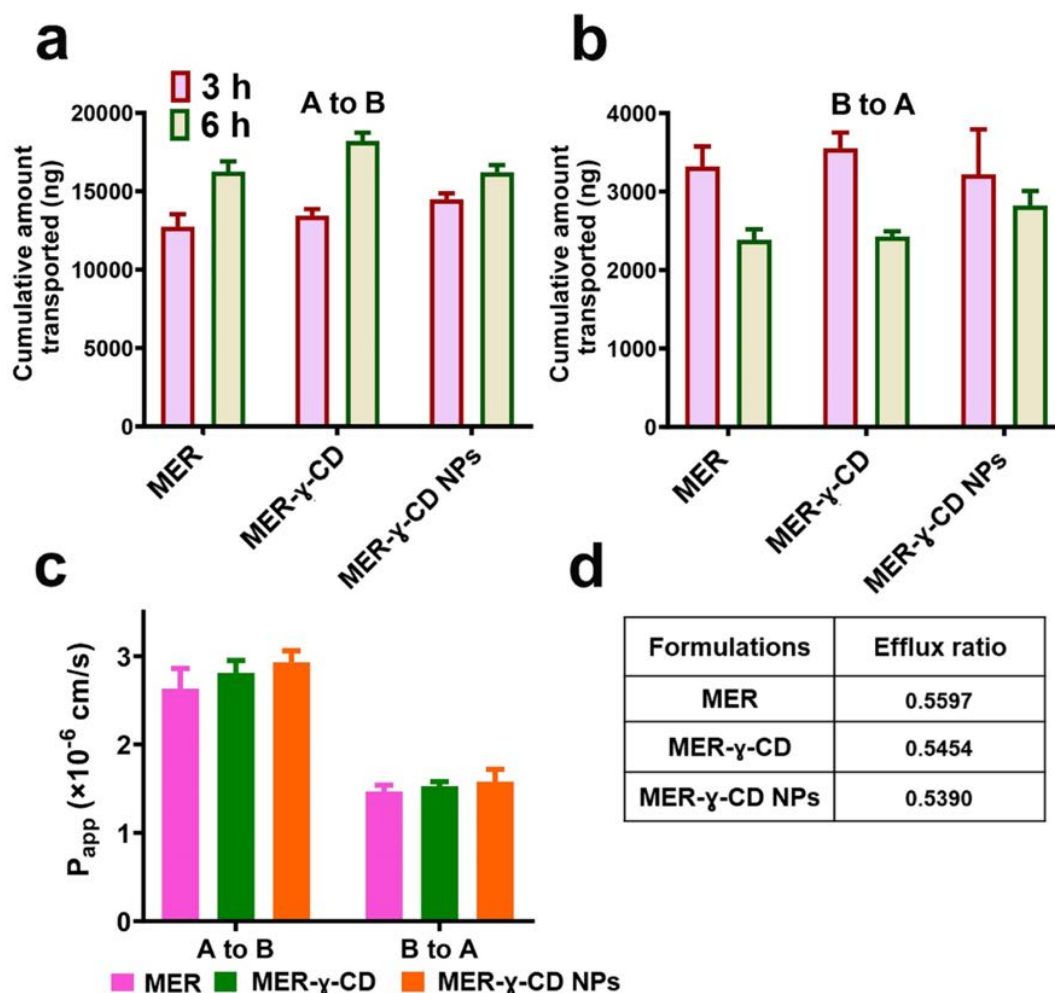 a
3 h
6 h
A to B
Cumulative amount
transported (ng)
20000
15000
10000
5000
0
MER
MER-ɣ-CD
MER-ɣ-CD NPs
b
B to A
Cumulative amount
transported (ng)
4000
3000
2000
1000
0
MER
MER-ɣ-CD
MER-ɣ-CD NPs
c
Papp (×10⁻⁶ cm/s)
3
2
1
0
A to B
B to A
MER
MER-ɣ-CD
MER-ɣ-CD NPs
d
Formulations Efflux ratio
MER 0.5597
MER-ɣ-CD 0.5454
MER-ɣ-CD NPs 0.5390